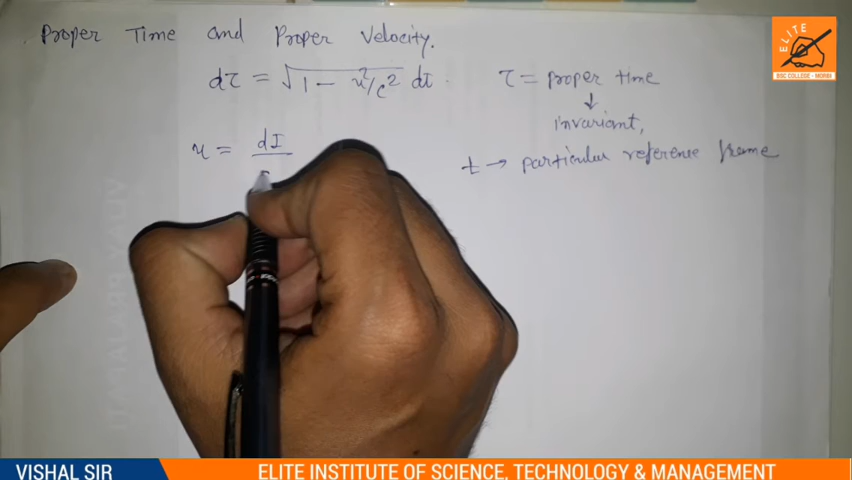 Proper Time and Proper Velocity.
dτ = √1 - u²/c² dt.
τ = proper time
↓
invariant,
u = dI
t → particular reference frame
ELITE
BSC COLLEGE - MORBI
VISHAL SIR
ELITE INSTITUTE OF SCIENCE, TECHNOLOGY & MANAGEMENT